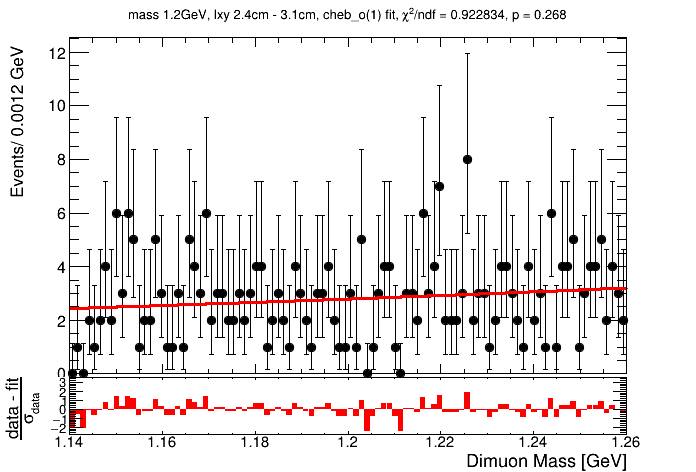 mass 1.2GeV, lxy 2.4cm - 3.1cm, cheb_o(1) fit, χ²/ndf = 0.922834, p = 0.268
Events/ 0.0012 GeV
12
10
8
6
4
2
0
data - fit
σdata
3
2
1
0
−1
−2
1.14 1.16 1.18 1.2 1.22 1.24 1.26
Dimuon Mass [GeV]